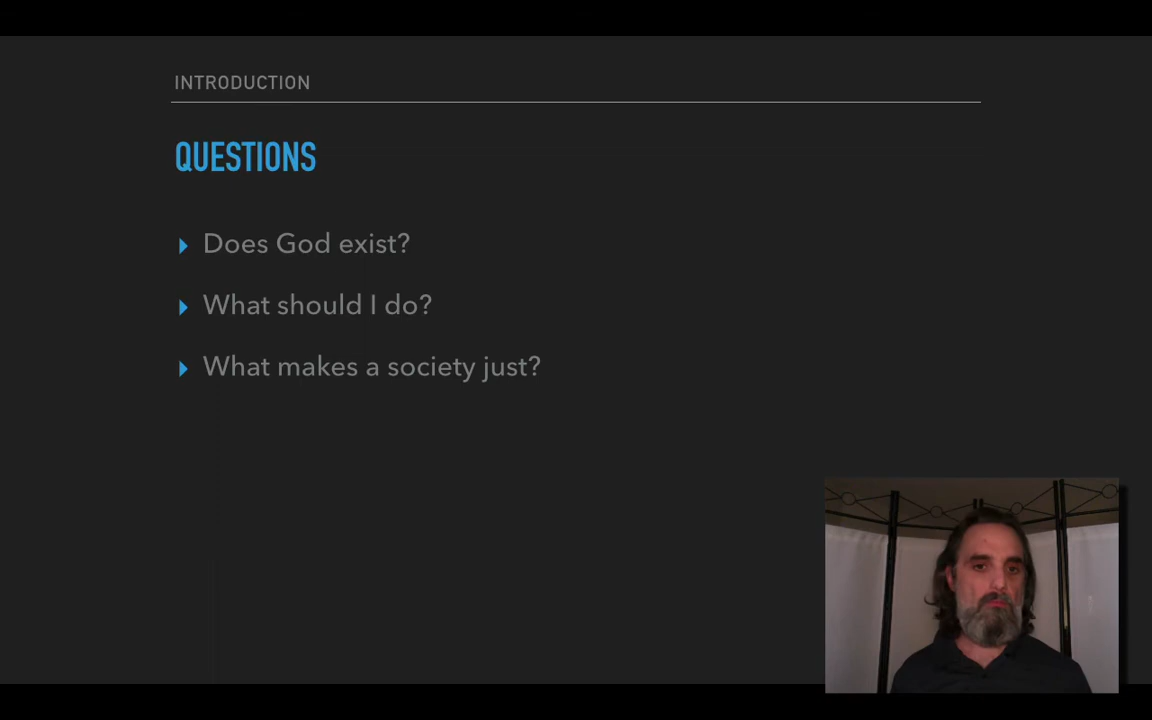 INTRODUCTION
QUESTIONS
Does God exist?
What should I do?
What makes a society just?